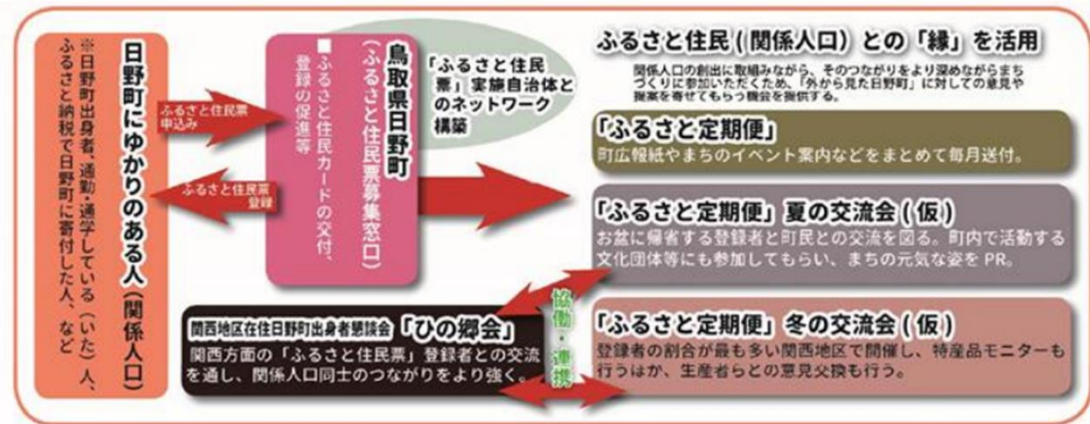 日野町にゆかりのある人(関係人口)
※日野町出身者、通勤・通学している(いた)人、
ふるさと納税で日野町に寄付した人、など
ふるさと住民票
申込み
ふるさと住民票
登録
鳥取県日野町
(ふるさと住民票募集窓口)
■ふるさと住民カードの交付、
登録の促進等
「ふるさと住民
票」実施自治体と
のネットワーク
構築
ふるさと住民(関係人口)との「縁」を活用
関係人口の創出に取組みながら、そのつながりをより深めながらまち
づくりに参加いただくため、「外から見た日野町」に対しての意見や
提案を寄せてもらう機会を提供する。
「ふるさと定期便」
町広報紙やまちのイベント案内などをまとめて毎月送付。
「ふるさと定期便」夏の交流会(仮)
お盆に帰省する登録者と町民との交流を図る。町内で活動する
文化団体等にも参加してもらい、まちの元気な姿をPR。
関西地区在住日野町出身者懇談会「ひの郷会」
関西方面の「ふるさと住民票」登録者との交流
を通し、関係人口同士のつながりをより強く。
協働・連携
「ふるさと定期便」冬の交流会(仮)
登録者の割合が最も多い関西地区で開催し、特産品モニターも
行うほか、生産者らとの意見交換も行う。